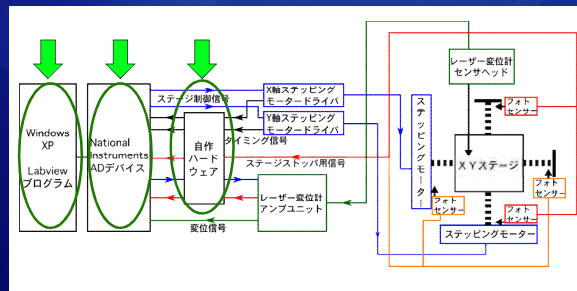 Windows
XP
Labview
プログラム
National
Instruments
ADデバイス
ステージ制御信号
自作
ハード
ウェア
タイミング信号
ステージストッパ用信号
変位信号
X軸ステッピング
モータードライバ
Y軸ステッピング
モータードライバ
レーザー変位計
アンプユニット
レーザー変位計
センサヘッド
ステッピングモーター
フォト
センサー
XYステージ
フォト
センサー
フォト
センサー
フォト
センサー
ステッピングモーター